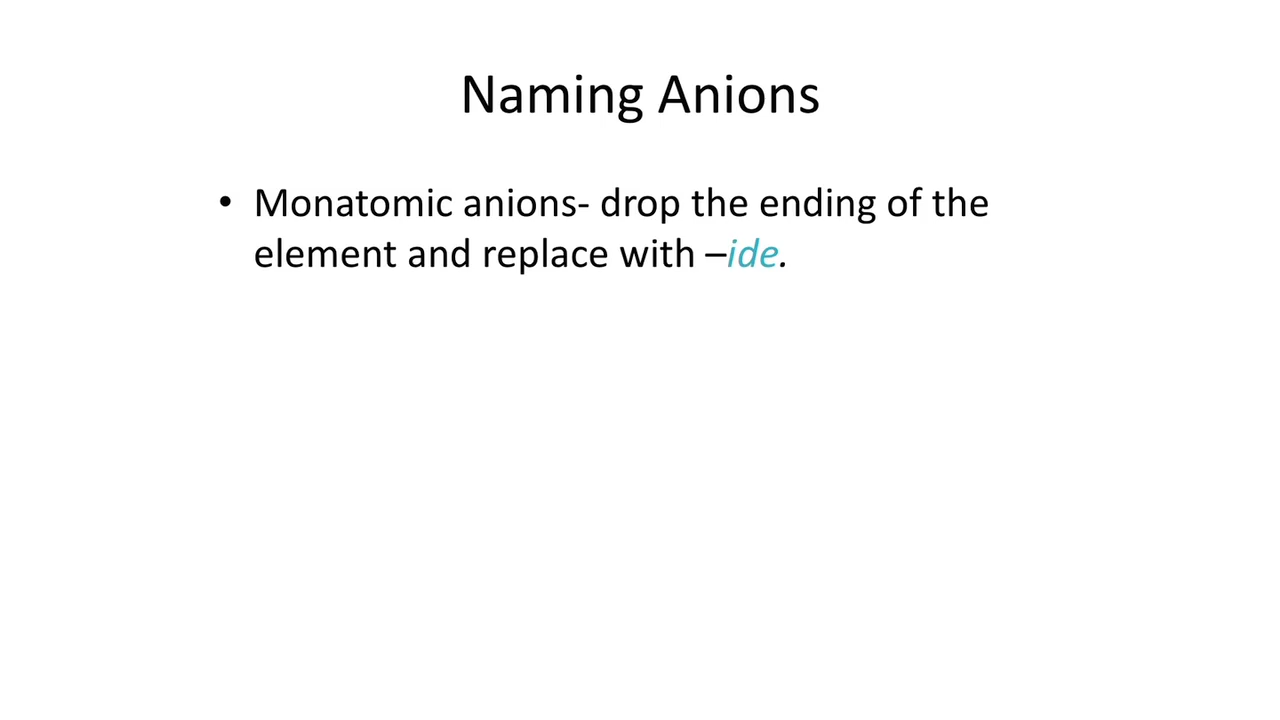 Naming Anions
• Monatomic anions- drop the ending of the
element and replace with –ide.